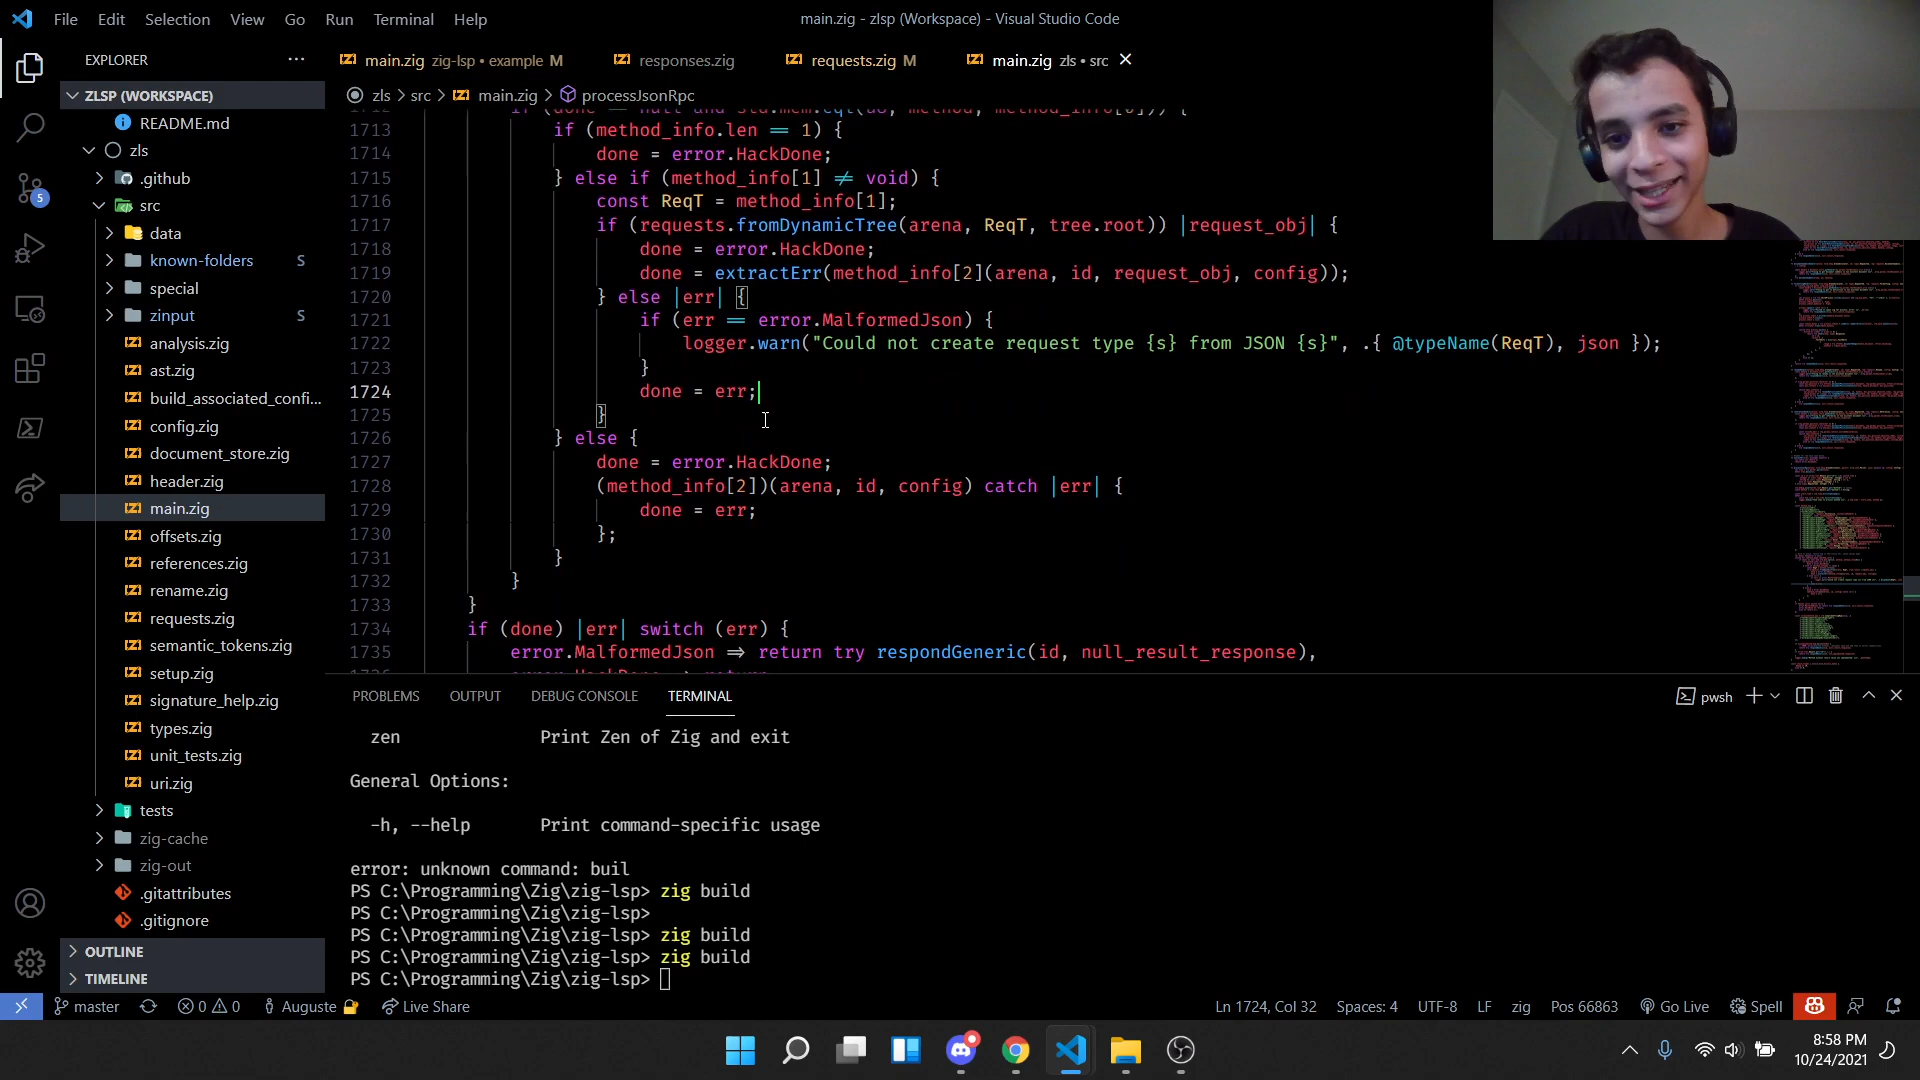 File Edit Selection View Go Run Terminal Help
main.zig - zlsp (Workspace) - Visual Studio Code
EXPLORER
main.zig zig-lsp • example M
responses.zig
requests.zig M
main.zig zls • src
ZLSP (WORKSPACE)
README.md
zls
.github
src
data
known-folders S
special
zinput S
analysis.zig
ast.zig
build_associated_confi...
config.zig
document_store.zig
header.zig
main.zig
offsets.zig
references.zig
rename.zig
requests.zig
semantic_tokens.zig
setup.zig
signature_help.zig
types.zig
unit_tests.zig
uri.zig
tests
zig-cache
zig-out
.gitattributes
.gitignore
OUTLINE
TIMELINE
5
zls > src > main.zig > processJsonRpc
1713 if (method_info.len == 1) {
1714 done = error.HackDone;
1715 } else if (method_info[1] != void) {
1716 const ReqT = method_info[1];
1717 if (requests.fromDynamicTree(arena, ReqT, tree.root)) |request_obj| {
1718 done = error.HackDone;
1719 done = extractErr(method_info[2](arena, id, request_obj, config));
1720 } else |err| {
1721 if (err == error.MalformedJson) {
1722 logger.warn("Could not create request type {s} from JSON {s}", .{ @typeName(ReqT), json });
1723 }
1724 done = err;
1725 }
1726 } else {
1727 done = error.HackDone;
1728 (method_info[2])(arena, id, config) catch |err| {
1729 done = err;
1730 };
1731 }
1732 }
1733 }
1734 if (done) |err| switch (err) {
1735 error.MalformedJson => return try respondGeneric(id, null_result_response),
PROBLEMS OUTPUT DEBUG CONSOLE TERMINAL
pwsh
zen Print Zen of Zig and exit
General Options:
-h, --help Print command-specific usage
error: unknown command: buil
PS C:\Programming\Zig\zig-lsp> zig build
PS C:\Programming\Zig\zig-lsp>
PS C:\Programming\Zig\zig-lsp> zig build
PS C:\Programming\Zig\zig-lsp> zig build
PS C:\Programming\Zig\zig-lsp>
master 0 0 Auguste Live Share
Ln 1724, Col 32 Spaces: 4 UTF-8 LF zig Pos 66863 Go Live Spell
8:58 PM
10/24/2021